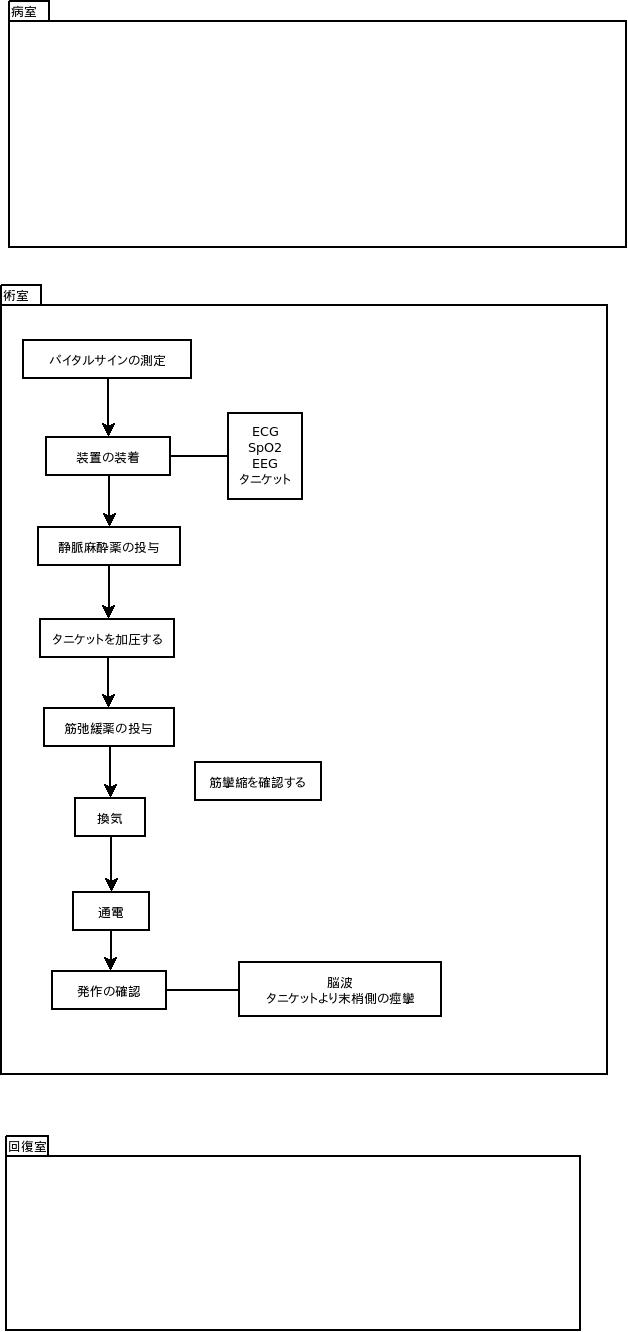 病室
術室
バイタルサインの測定
装置の装着
ECG
SpO2
EEG
タニケット
静脈麻酔薬の投与
タニケットを加圧する
筋弛緩薬の投与
筋攣縮を確認する
換気
通電
発作の確認
脳波
タニケットより末梢側の痙攣
回復室